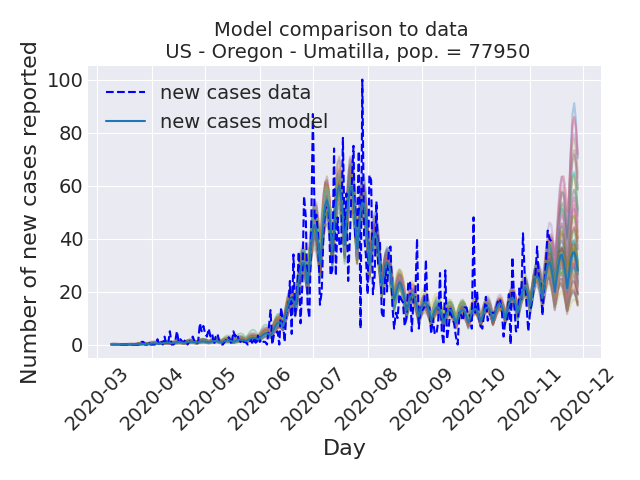 Model comparison to data
US - Oregon - Umatilla, pop. = 77950
Number of new cases reported
100
80
60
40
20
0
new cases data
new cases model
2020-03
2020-04
2020-05
2020-06
2020-07
2020-08
2020-09
2020-10
2020-11
2020-12
Day